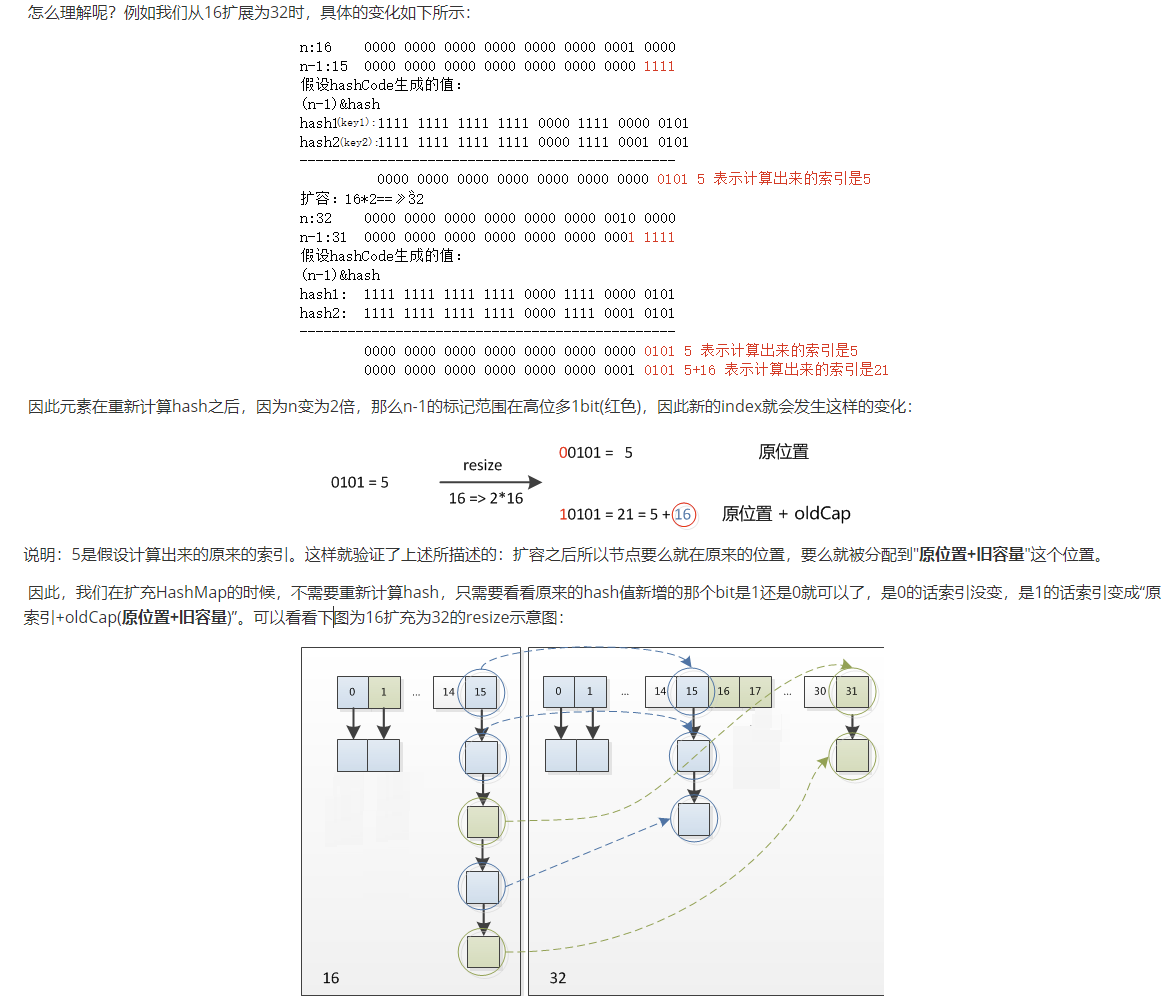 怎么理解呢？例如我们从16扩展为32时，具体的变化如下所示：
n:16 0000 0000 0000 0000 0000 0000 0001 0000
n-1:15 0000 0000 0000 0000 0000 0000 0000 1111
假设hashCode生成的值：
(n-1)&hash
hash1(key1):1111 1111 1111 1111 0000 1111 0000 0101
hash2(key2):1111 1111 1111 1111 0000 1111 0001 0101
-----------------------------------------------
0000 0000 0000 0000 0000 0000 0000 0101 5 表示计算出来的索引是5
扩容：16*2==》32
n:32 0000 0000 0000 0000 0000 0000 0010 0000
n-1:31 0000 0000 0000 0000 0000 0000 0001 1111
假设hashCode生成的值：
(n-1)&hash
hash1: 1111 1111 1111 1111 0000 1111 0000 0101
hash2: 1111 1111 1111 1111 0000 1111 0001 0101
-----------------------------------------------
0000 0000 0000 0000 0000 0000 0000 0101 5 表示计算出来的索引是5
0000 0000 0000 0000 0000 0000 0001 0101 5+16 表示计算出来的索引是21
因此元素在重新计算hash之后，因为n变为2倍，那么n-1的标记范围在高位多1bit(红色)，因此新的index就会发生这样的变化：
00101 = 5 原位置
0101 = 5 resize
16 => 2*16
10101 = 21 = 5 + 16 原位置 + oldCap
说明：5是假设计算出来的原来的索引。这样就验证了上述所描述的：扩容之后所以节点要么就在原来的位置，要么就被分配到"原位置+旧容量"这个位置。
因此，我们在扩充HashMap的时候，不需要重新计算hash，只需要看看原来的hash值新增的那个bit是1还是0就可以了，是0的话索引没变，是1的话索引变成“原
索引+oldCap(原位置+旧容量)”。可以看看下图为16扩充为32的resize示意图：
0 1 ... 14 15 0 1 ... 14 15 16 17 ... 30 31
16 32